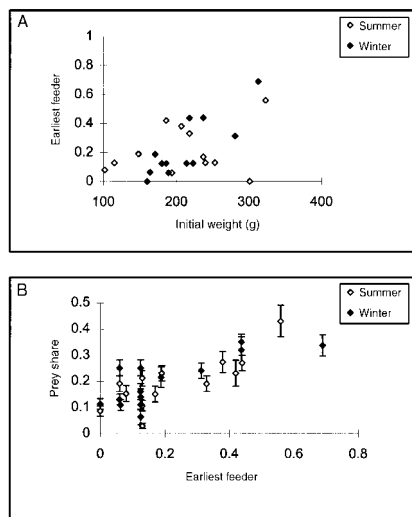 A
Summer
Winter
Earliest feeder
1
0.8
0.6
0.4
0.2
0
100 200 300 400
Initial weight (g)
B
Summer
Winter
Prey share
0.5
0.4
0.3
0.2
0.1
0
0 0.2 0.4 0.6 0.8
Earliest feeder